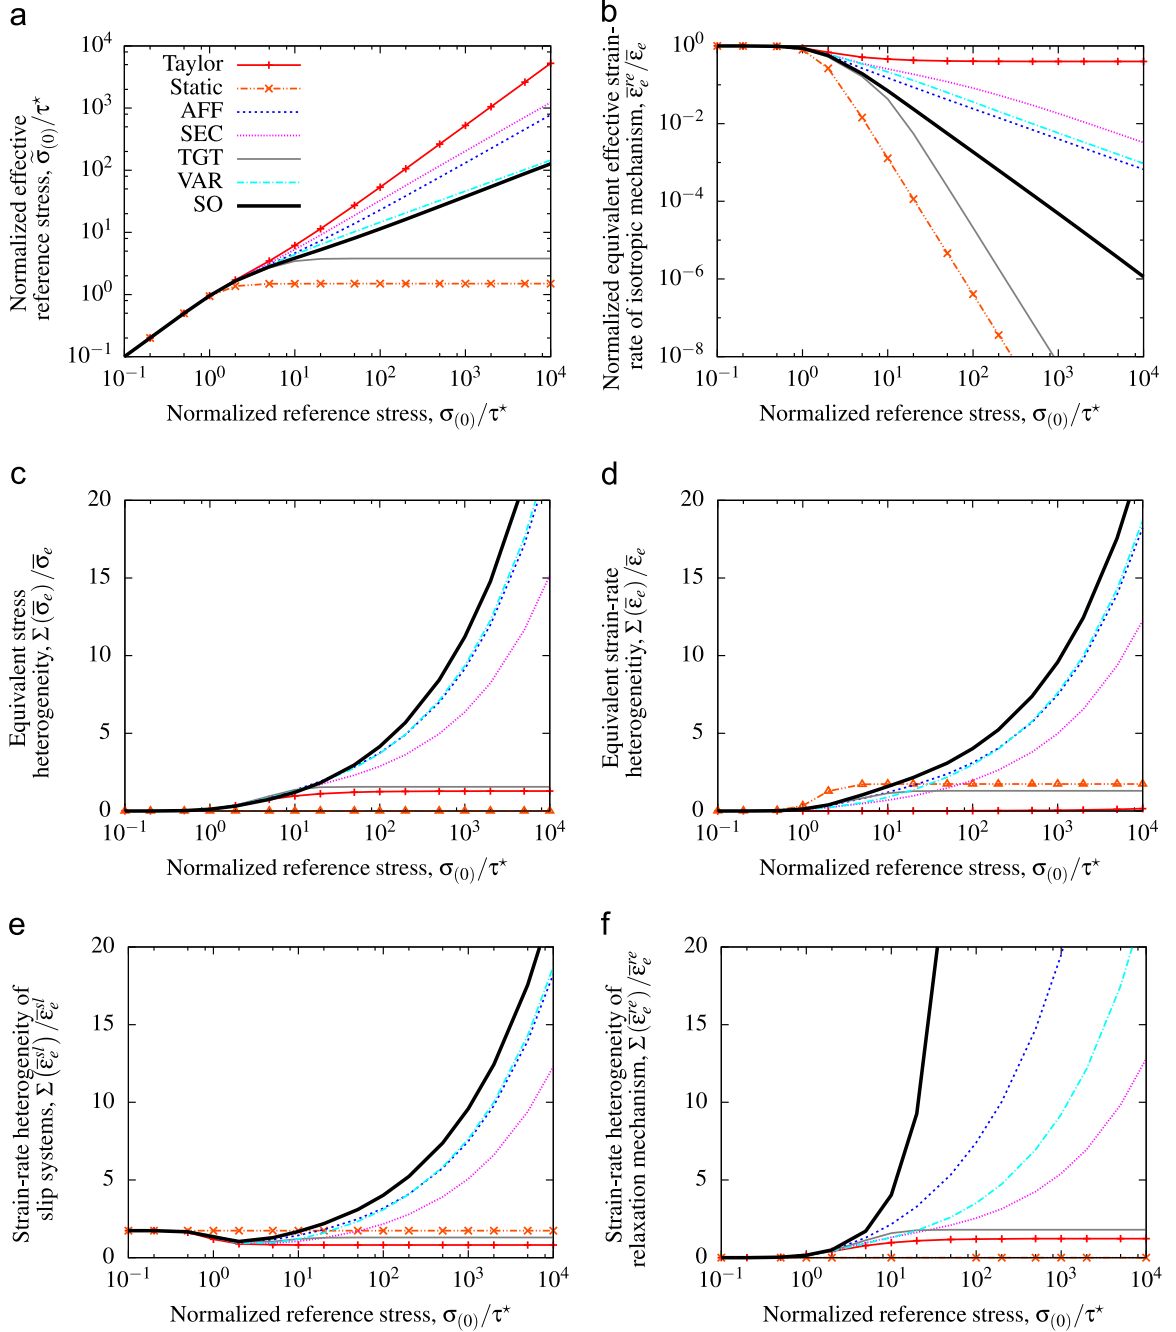 a
10⁴
10³
10²
10¹
10⁰
10⁻¹
Normalized effective
reference stress, σ̃₍₀₎/τ⋆
Taylor
Static
AFF
SEC
TGT
VAR
SO
10⁻¹ 10⁰ 10¹ 10² 10³ 10⁴
Normalized reference stress, σ₍₀₎/τ⋆
b
10⁰
10⁻²
10⁻⁴
10⁻⁶
10⁻⁸
Normalized equivalent effective strain-
rate of isotropic mechanism, ε̄ₑʳᵉ/ε̄ₑ
10⁻¹ 10⁰ 10¹ 10² 10³ 10⁴
Normalized reference stress, σ₍₀₎/τ⋆
c
20
15
10
5
0
Equivalent stress
heterogeneity, Σ(σ̄ₑ)/σ̄ₑ
10⁻¹ 10⁰ 10¹ 10² 10³ 10⁴
Normalized reference stress, σ₍₀₎/τ⋆
d
20
15
10
5
0
Equivalent strain-rate
heterogeneitiy, Σ(ε̄ₑ)/ε̄ₑ
10⁻¹ 10⁰ 10¹ 10² 10³ 10⁴
Normalized reference stress, σ₍₀₎/τ⋆
e
20
15
10
5
0
Strain-rate heterogeneity of
slip systems, Σ(ε̄ₑˢˡ)/ε̄ₑˢˡ
10⁻¹ 10⁰ 10¹ 10² 10³ 10⁴
Normalized reference stress, σ₍₀₎/τ⋆
f
20
15
10
5
0
Strain-rate heterogeneity of
relaxation mechanism, Σ(ε̄ₑʳᵉ)/ε̄ₑʳᵉ
10⁻¹ 10⁰ 10¹ 10² 10³ 10⁴
Normalized reference stress, σ₍₀₎/τ⋆